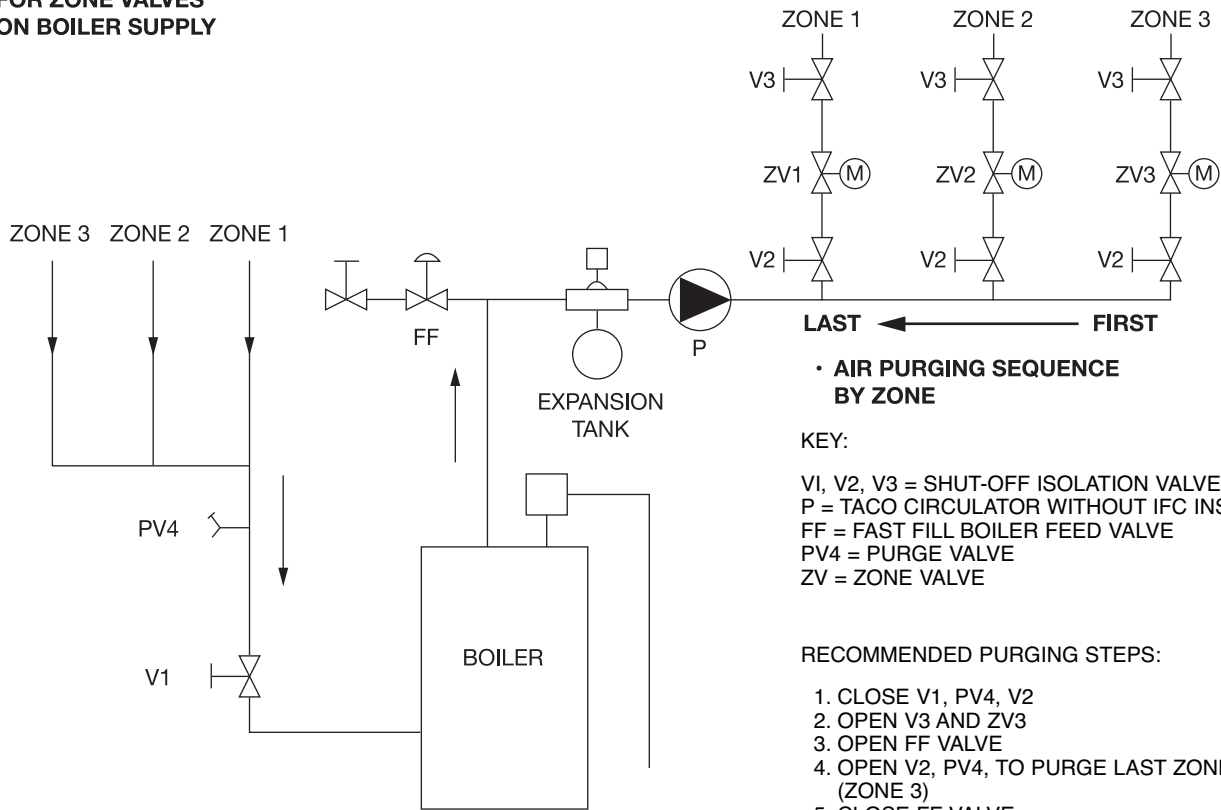 FOR ZONE VALVES
ON BOILER SUPPLY
ZONE 1 ZONE 2 ZONE 3
V3 V3 V3
ZV1 M ZV2 M ZV3 M
V2 V2 V2
ZONE 3 ZONE 2 ZONE 1
FF
P
EXPANSION
TANK
LAST FIRST
• AIR PURGING SEQUENCE
BY ZONE
PV4
V1
BOILER
KEY:
VI, V2, V3 = SHUT-OFF ISOLATION VALVE
P = TACO CIRCULATOR WITHOUT IFC INS
FF = FAST FILL BOILER FEED VALVE
PV4 = PURGE VALVE
ZV = ZONE VALVE
RECOMMENDED PURGING STEPS:
1. CLOSE V1, PV4, V2
2. OPEN V3 AND ZV3
3. OPEN FF VALVE
4. OPEN V2, PV4, TO PURGE LAST ZONE
(ZONE 3)
5. CLOSE FF VALVE